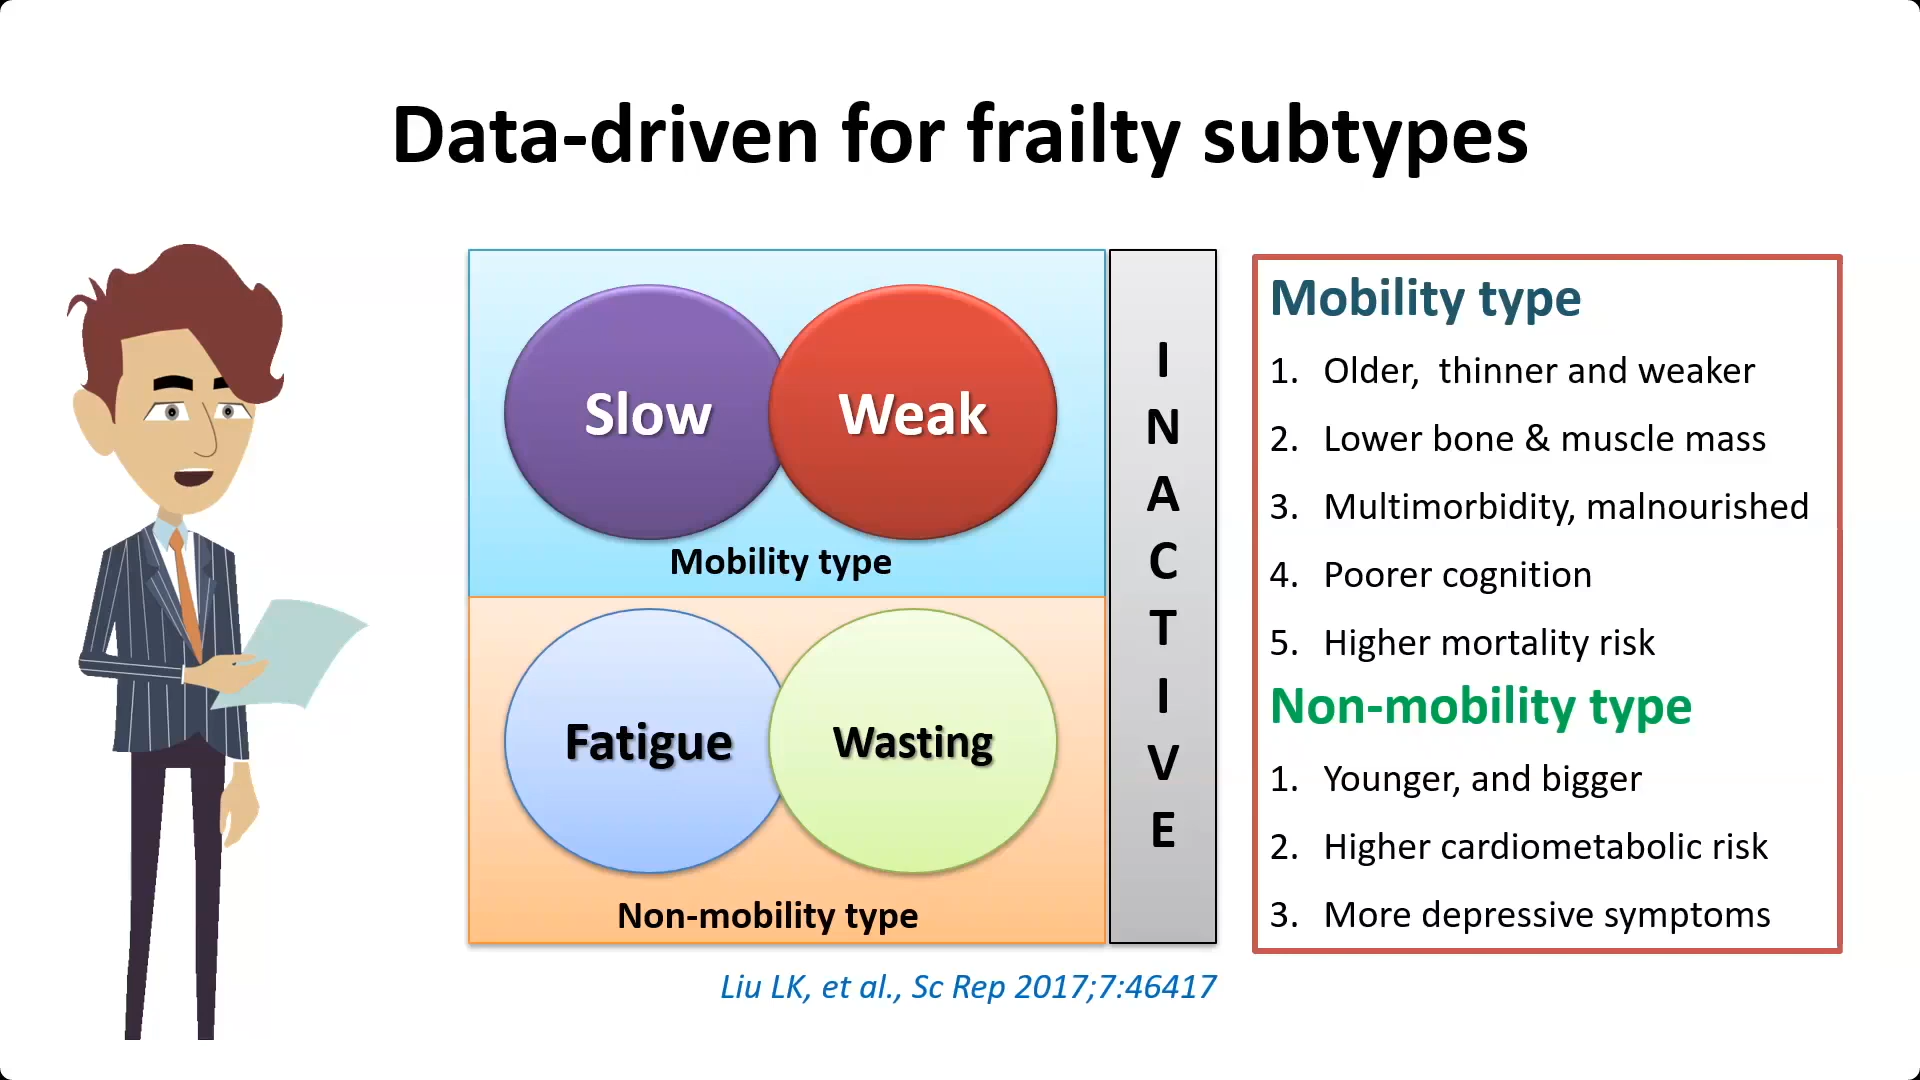 Data-driven for frailty subtypes
Slow
Weak
Mobility type
Fatigue
Wasting
Non-mobility type
I
N
A
C
T
I
V
E
Mobility type
1. Older, thinner and weaker
2. Lower bone & muscle mass
3. Multimorbidity, malnourished
4. Poorer cognition
5. Higher mortality risk
Non-mobility type
1. Younger, and bigger
2. Higher cardiometabolic risk
3. More depressive symptoms
Liu LK, et al., Sc Rep 2017;7:46417